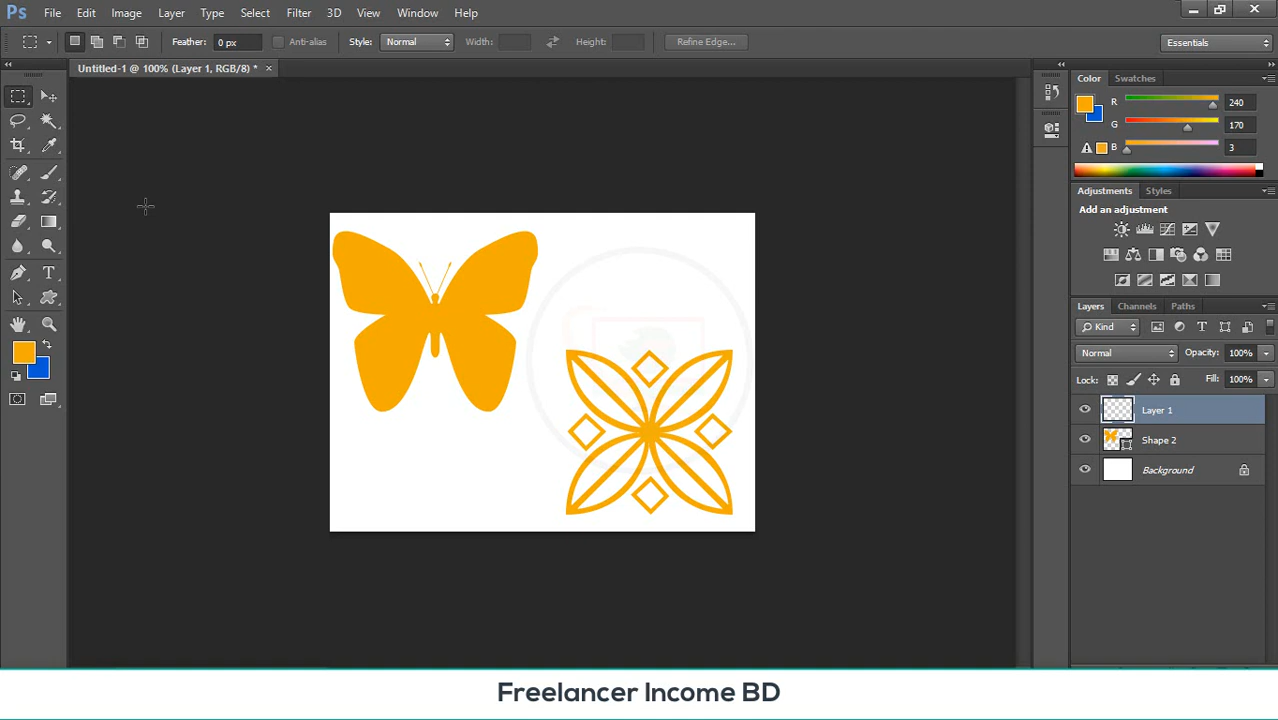 Ps File Edit Image Layer Type Select Filter 3D View Window Help
Feather: 0 px Anti-alias Style: Normal Width: Height: Refine Edge... Essentials
Untitled-1 @ 100% (Layer 1, RGB/8) * ×
Color Swatches
R 240
G 170
B 3
Adjustments Styles
Add an adjustment
Layers Channels Paths
Kind
Normal Opacity: 100%
Lock: Fill: 100%
Layer 1
Shape 2
Background
Freelancer Income BD